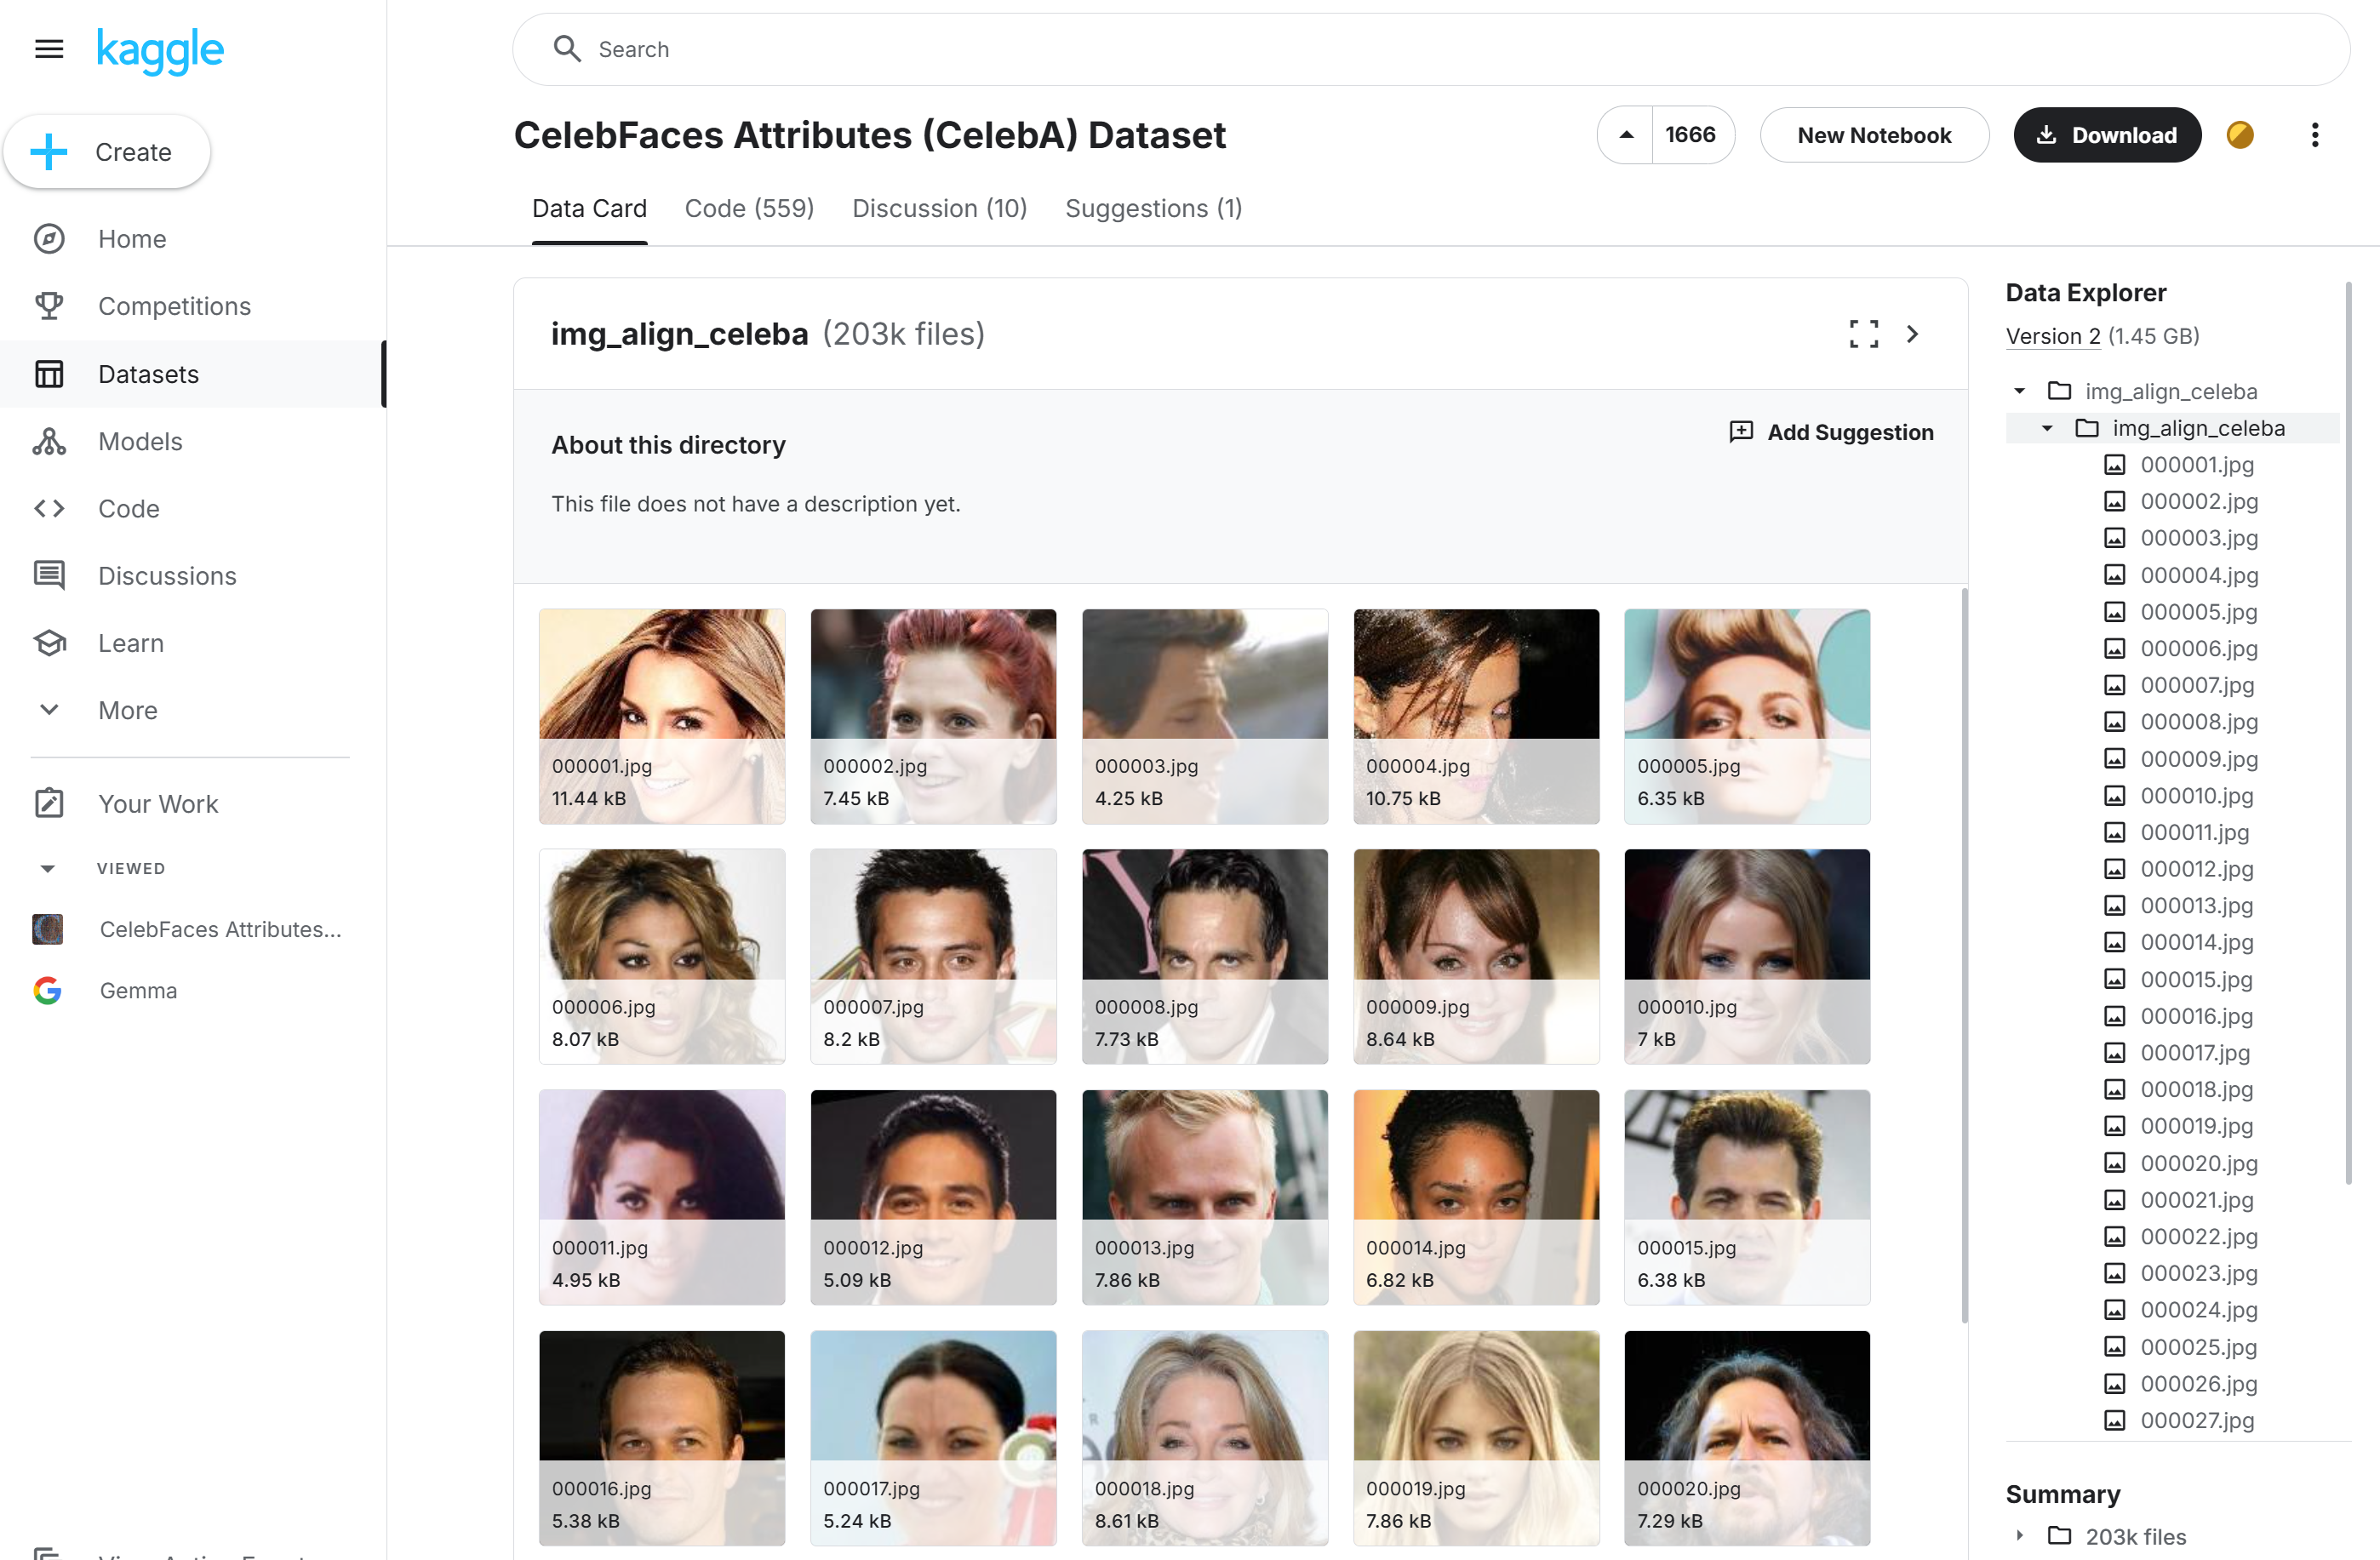 kaggle
Search
Create
Home
Competitions
Datasets
Models
Code
Discussions
Learn
More
Your Work
VIEWED
CelebFaces Attributes...
Gemma
CelebFaces Attributes (CelebA) Dataset
1666
New Notebook
Download
Data Card
Code (559)
Discussion (10)
Suggestions (1)
img_align_celeba (203k files)
About this directory
Add Suggestion
This file does not have a description yet.
000001.jpg
11.44 kB
000002.jpg
7.45 kB
000003.jpg
4.25 kB
000004.jpg
10.75 kB
000005.jpg
6.35 kB
000006.jpg
8.07 kB
000007.jpg
8.2 kB
000008.jpg
7.73 kB
000009.jpg
8.64 kB
000010.jpg
7 kB
000011.jpg
4.95 kB
000012.jpg
5.09 kB
000013.jpg
7.86 kB
000014.jpg
6.82 kB
000015.jpg
6.38 kB
000016.jpg
5.38 kB
000017.jpg
5.24 kB
000018.jpg
8.61 kB
000019.jpg
7.86 kB
000020.jpg
7.29 kB
Data Explorer
Version 2 (1.45 GB)
img_align_celeba
img_align_celeba
000001.jpg
000002.jpg
000003.jpg
000004.jpg
000005.jpg
000006.jpg
000007.jpg
000008.jpg
000009.jpg
000010.jpg
000011.jpg
000012.jpg
000013.jpg
000014.jpg
000015.jpg
000016.jpg
000017.jpg
000018.jpg
000019.jpg
000020.jpg
000021.jpg
000022.jpg
000023.jpg
000024.jpg
000025.jpg
000026.jpg
000027.jpg
Summary
203k files